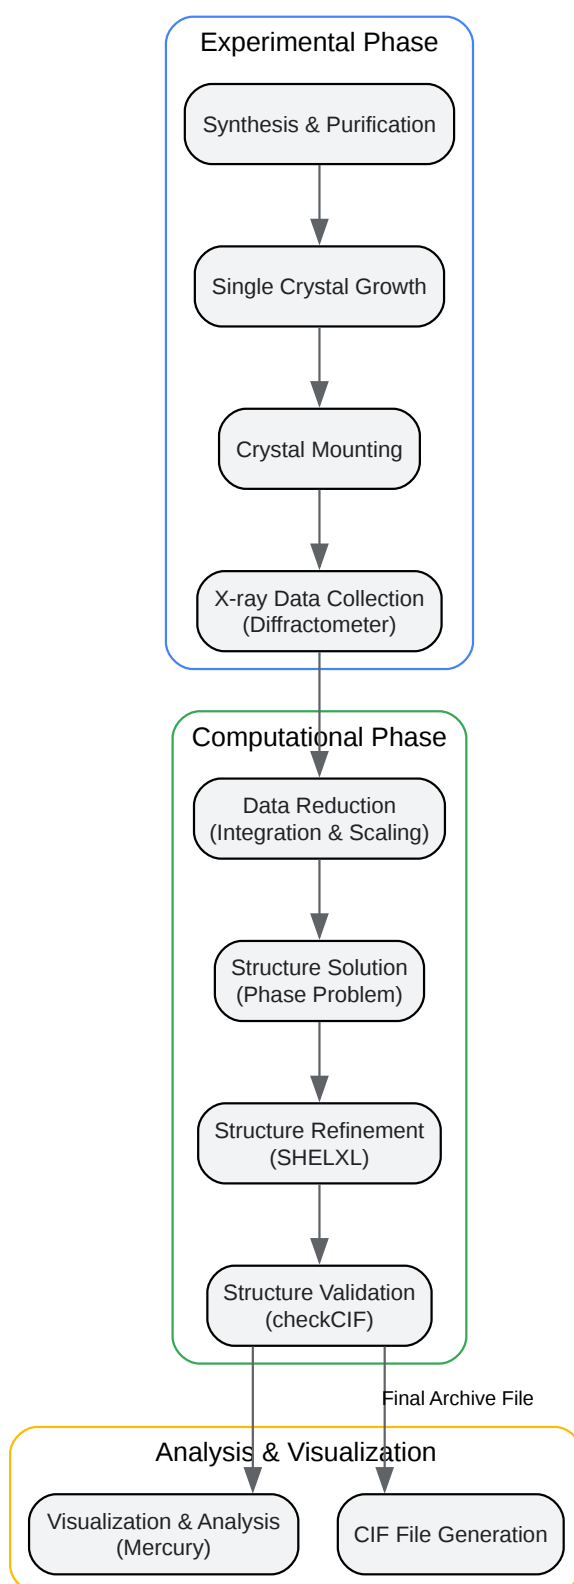 Experimental Phase
Synthesis & Purification
Single Crystal Growth
Crystal Mounting
X-ray Data Collection
(Diffractometer)
Computational Phase
Data Reduction
(Integration & Scaling)
Structure Solution
(Phase Problem)
Structure Refinement
(SHELXL)
Structure Validation
(checkCIF)
Final Archive File
Analysis & Visualization
Visualization & Analysis
(Mercury)
CIF File Generation